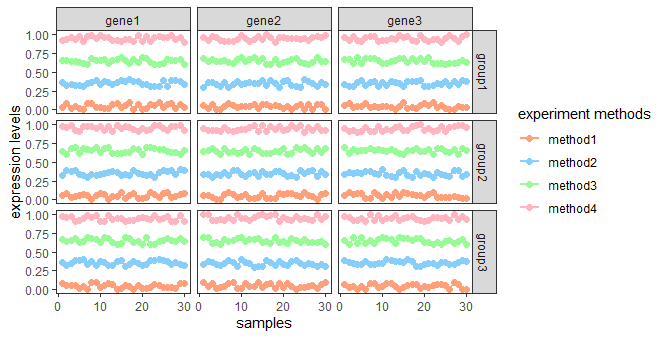 gene1 gene2 gene3
expression levels
1.00
0.75
0.50
0.25
0.00
group1
1.00
0.75
0.50
0.25
0.00
group2
1.00
0.75
0.50
0.25
0.00
group3
0 10 20 30 0 10 20 30 0 10 20 30
samples
experiment methods
method1
method2
method3
method4